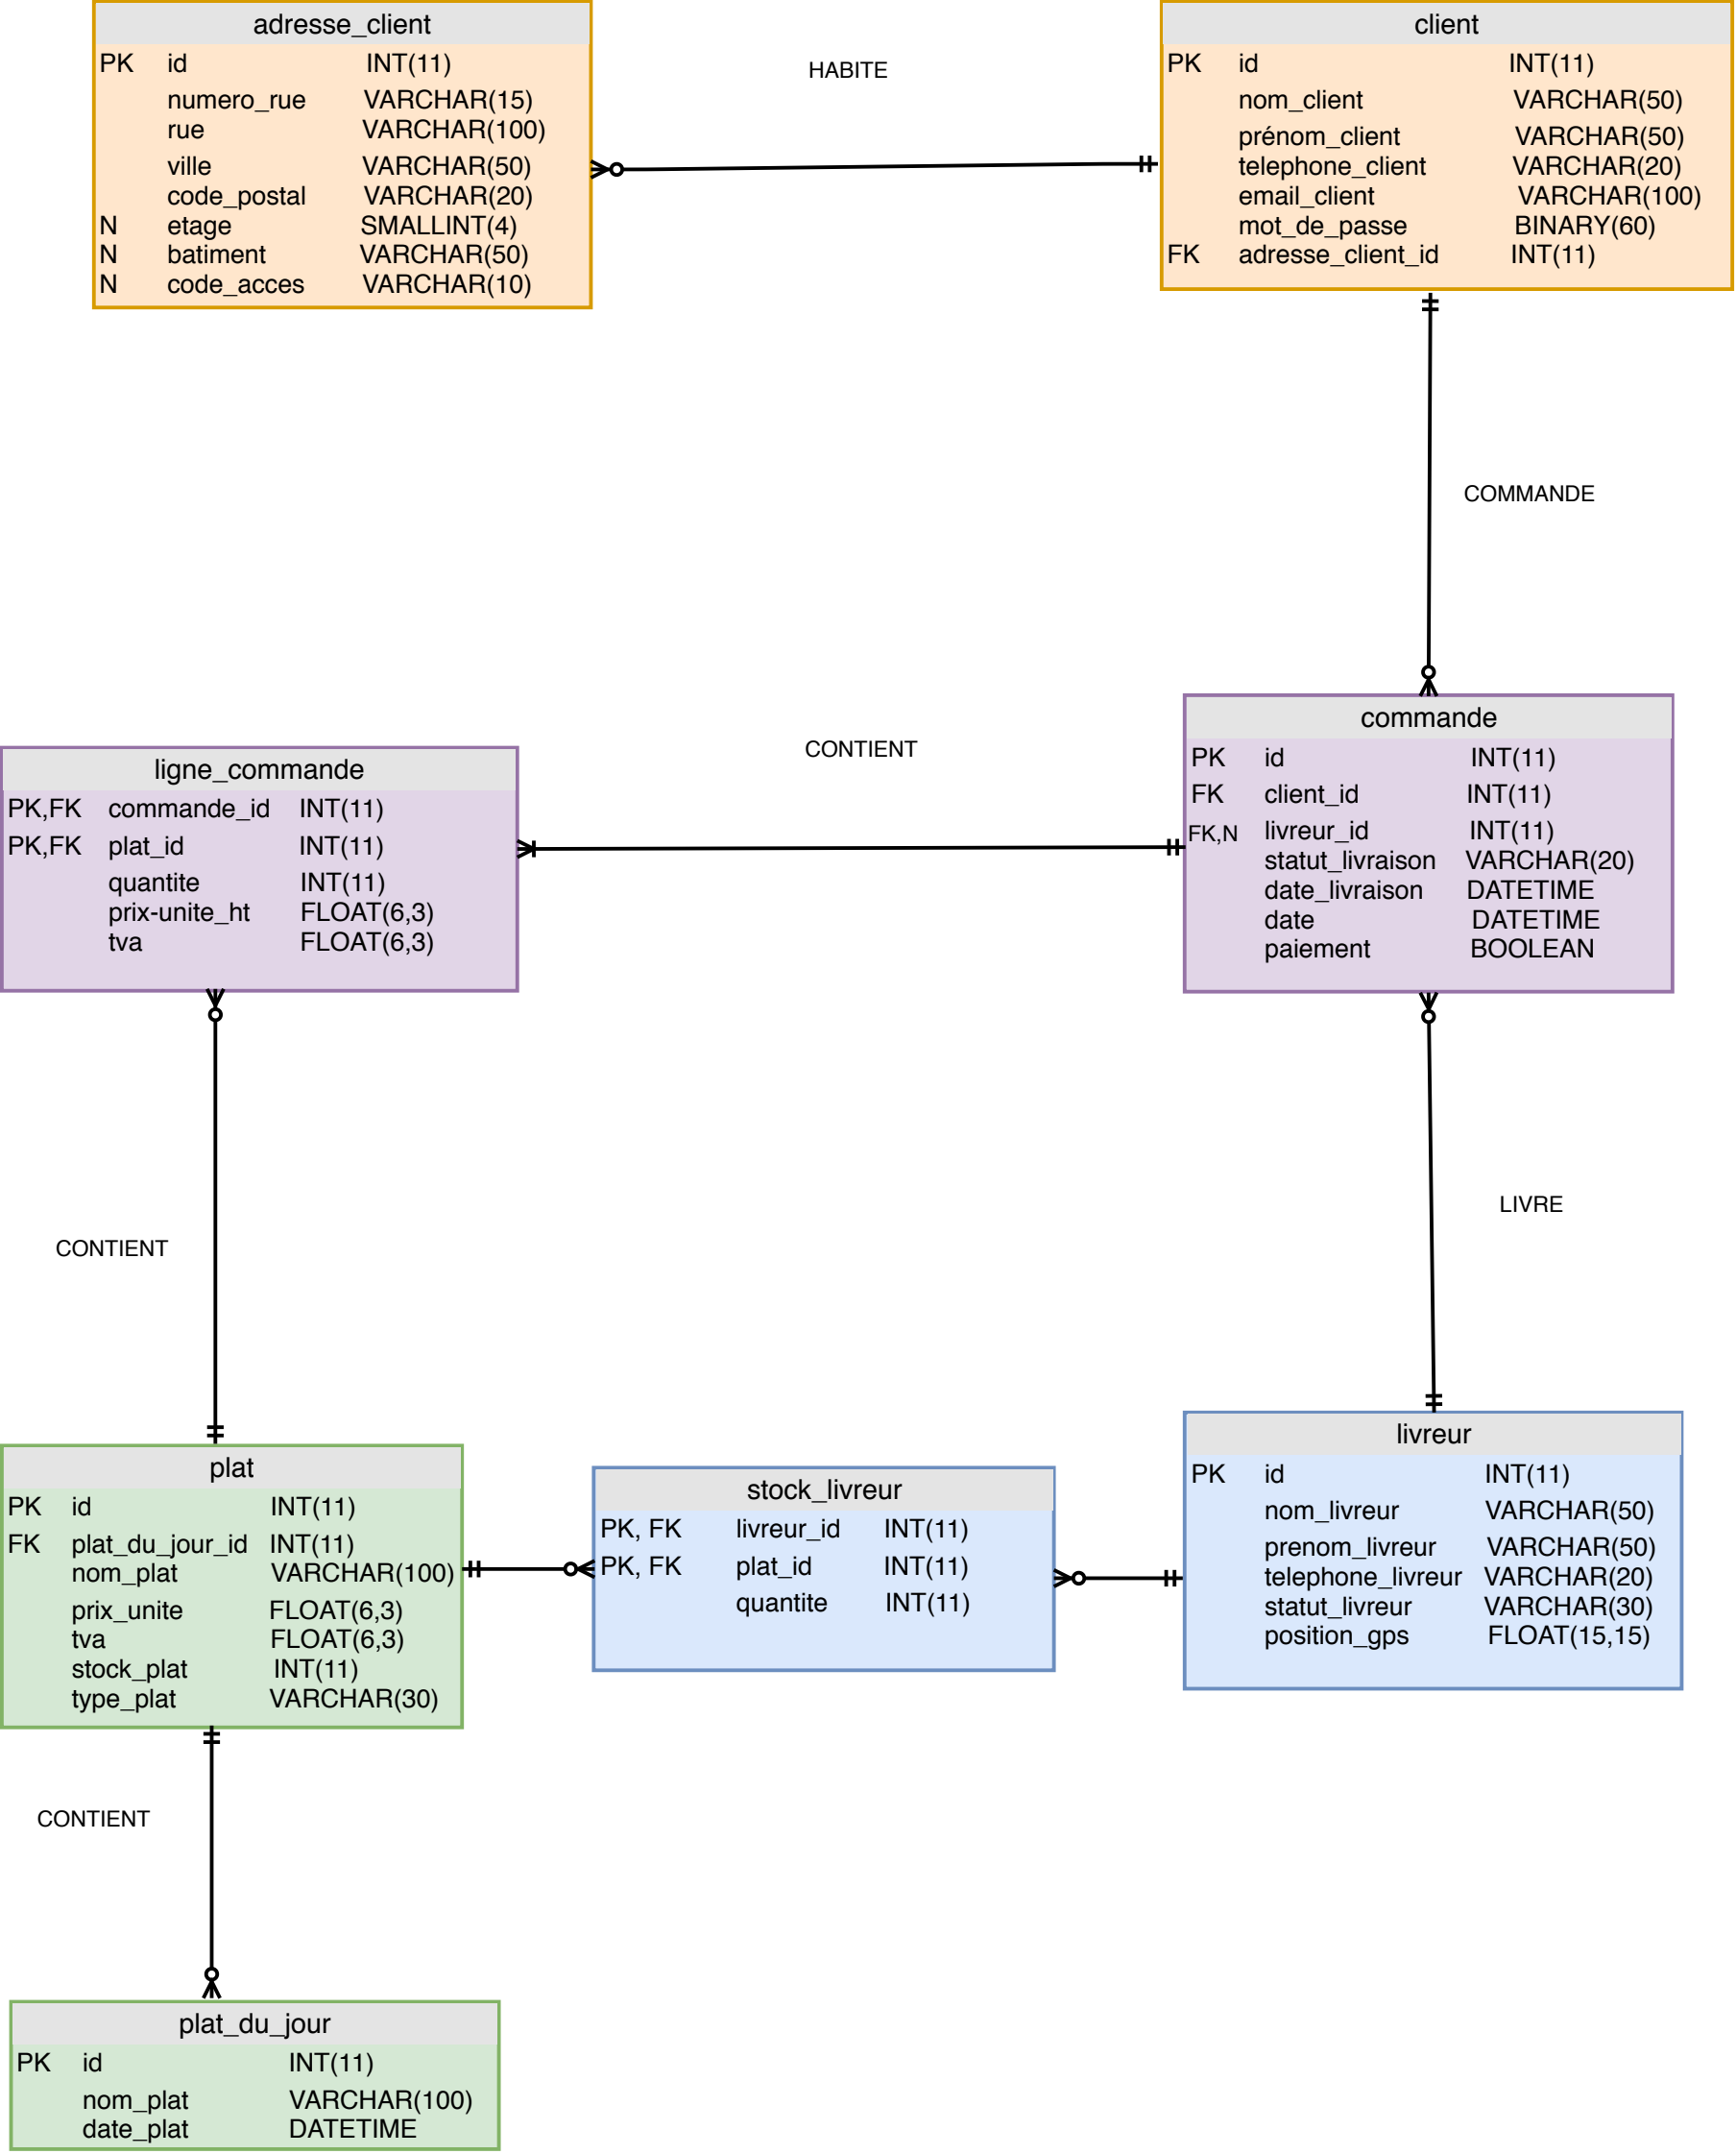 adresse_client
PK id INT(11)
numero_rue VARCHAR(15)
rue VARCHAR(100)
ville VARCHAR(50)
code_postal VARCHAR(20)
N etage SMALLINT(4)
N batiment VARCHAR(50)
N code_acces VARCHAR(10)
HABITE
client
PK id INT(11)
nom_client VARCHAR(50)
prénom_client VARCHAR(50)
telephone_client VARCHAR(20)
email_client VARCHAR(100)
mot_de_passe BINARY(60)
FK adresse_client_id INT(11)
COMMANDE
commande
PK id INT(11)
FK client_id INT(11)
FK,N livreur_id INT(11)
statut_livraison VARCHAR(20)
date_livraison DATETIME
date DATETIME
paiement BOOLEAN
CONTIENT
ligne_commande
PK,FK commande_id INT(11)
PK,FK plat_id INT(11)
quantite INT(11)
prix-unite_ht FLOAT(6,3)
tva FLOAT(6,3)
CONTIENT
LIVRE
plat
PK id INT(11)
FK plat_du_jour_id INT(11)
nom_plat VARCHAR(100)
prix_unite FLOAT(6,3)
tva FLOAT(6,3)
stock_plat INT(11)
type_plat VARCHAR(30)
stock_livreur
PK, FK livreur_id INT(11)
PK, FK plat_id INT(11)
quantite INT(11)
livreur
PK id INT(11)
nom_livreur VARCHAR(50)
prenom_livreur VARCHAR(50)
telephone_livreur VARCHAR(20)
statut_livreur VARCHAR(30)
position_gps FLOAT(15,15)
CONTIENT
plat_du_jour
PK id INT(11)
nom_plat VARCHAR(100)
date_plat DATETIME